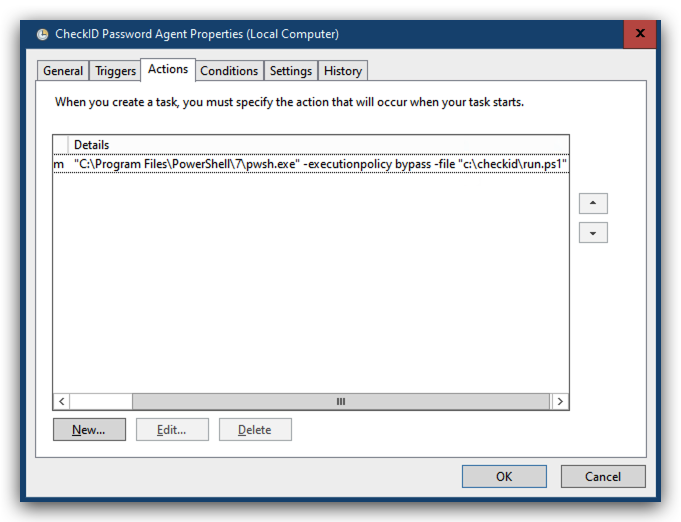 CheckID Password Agent Properties (Local Computer)
x
General Triggers Actions Conditions Settings History
When you create a task, you must specify the action that will occur when your task starts.
Details
m "C:\Program Files\PowerShell\7\pwsh.exe" -executionpolicy bypass -file "c:\checkid\run.ps1"
New... Edit... Delete
OK Cancel